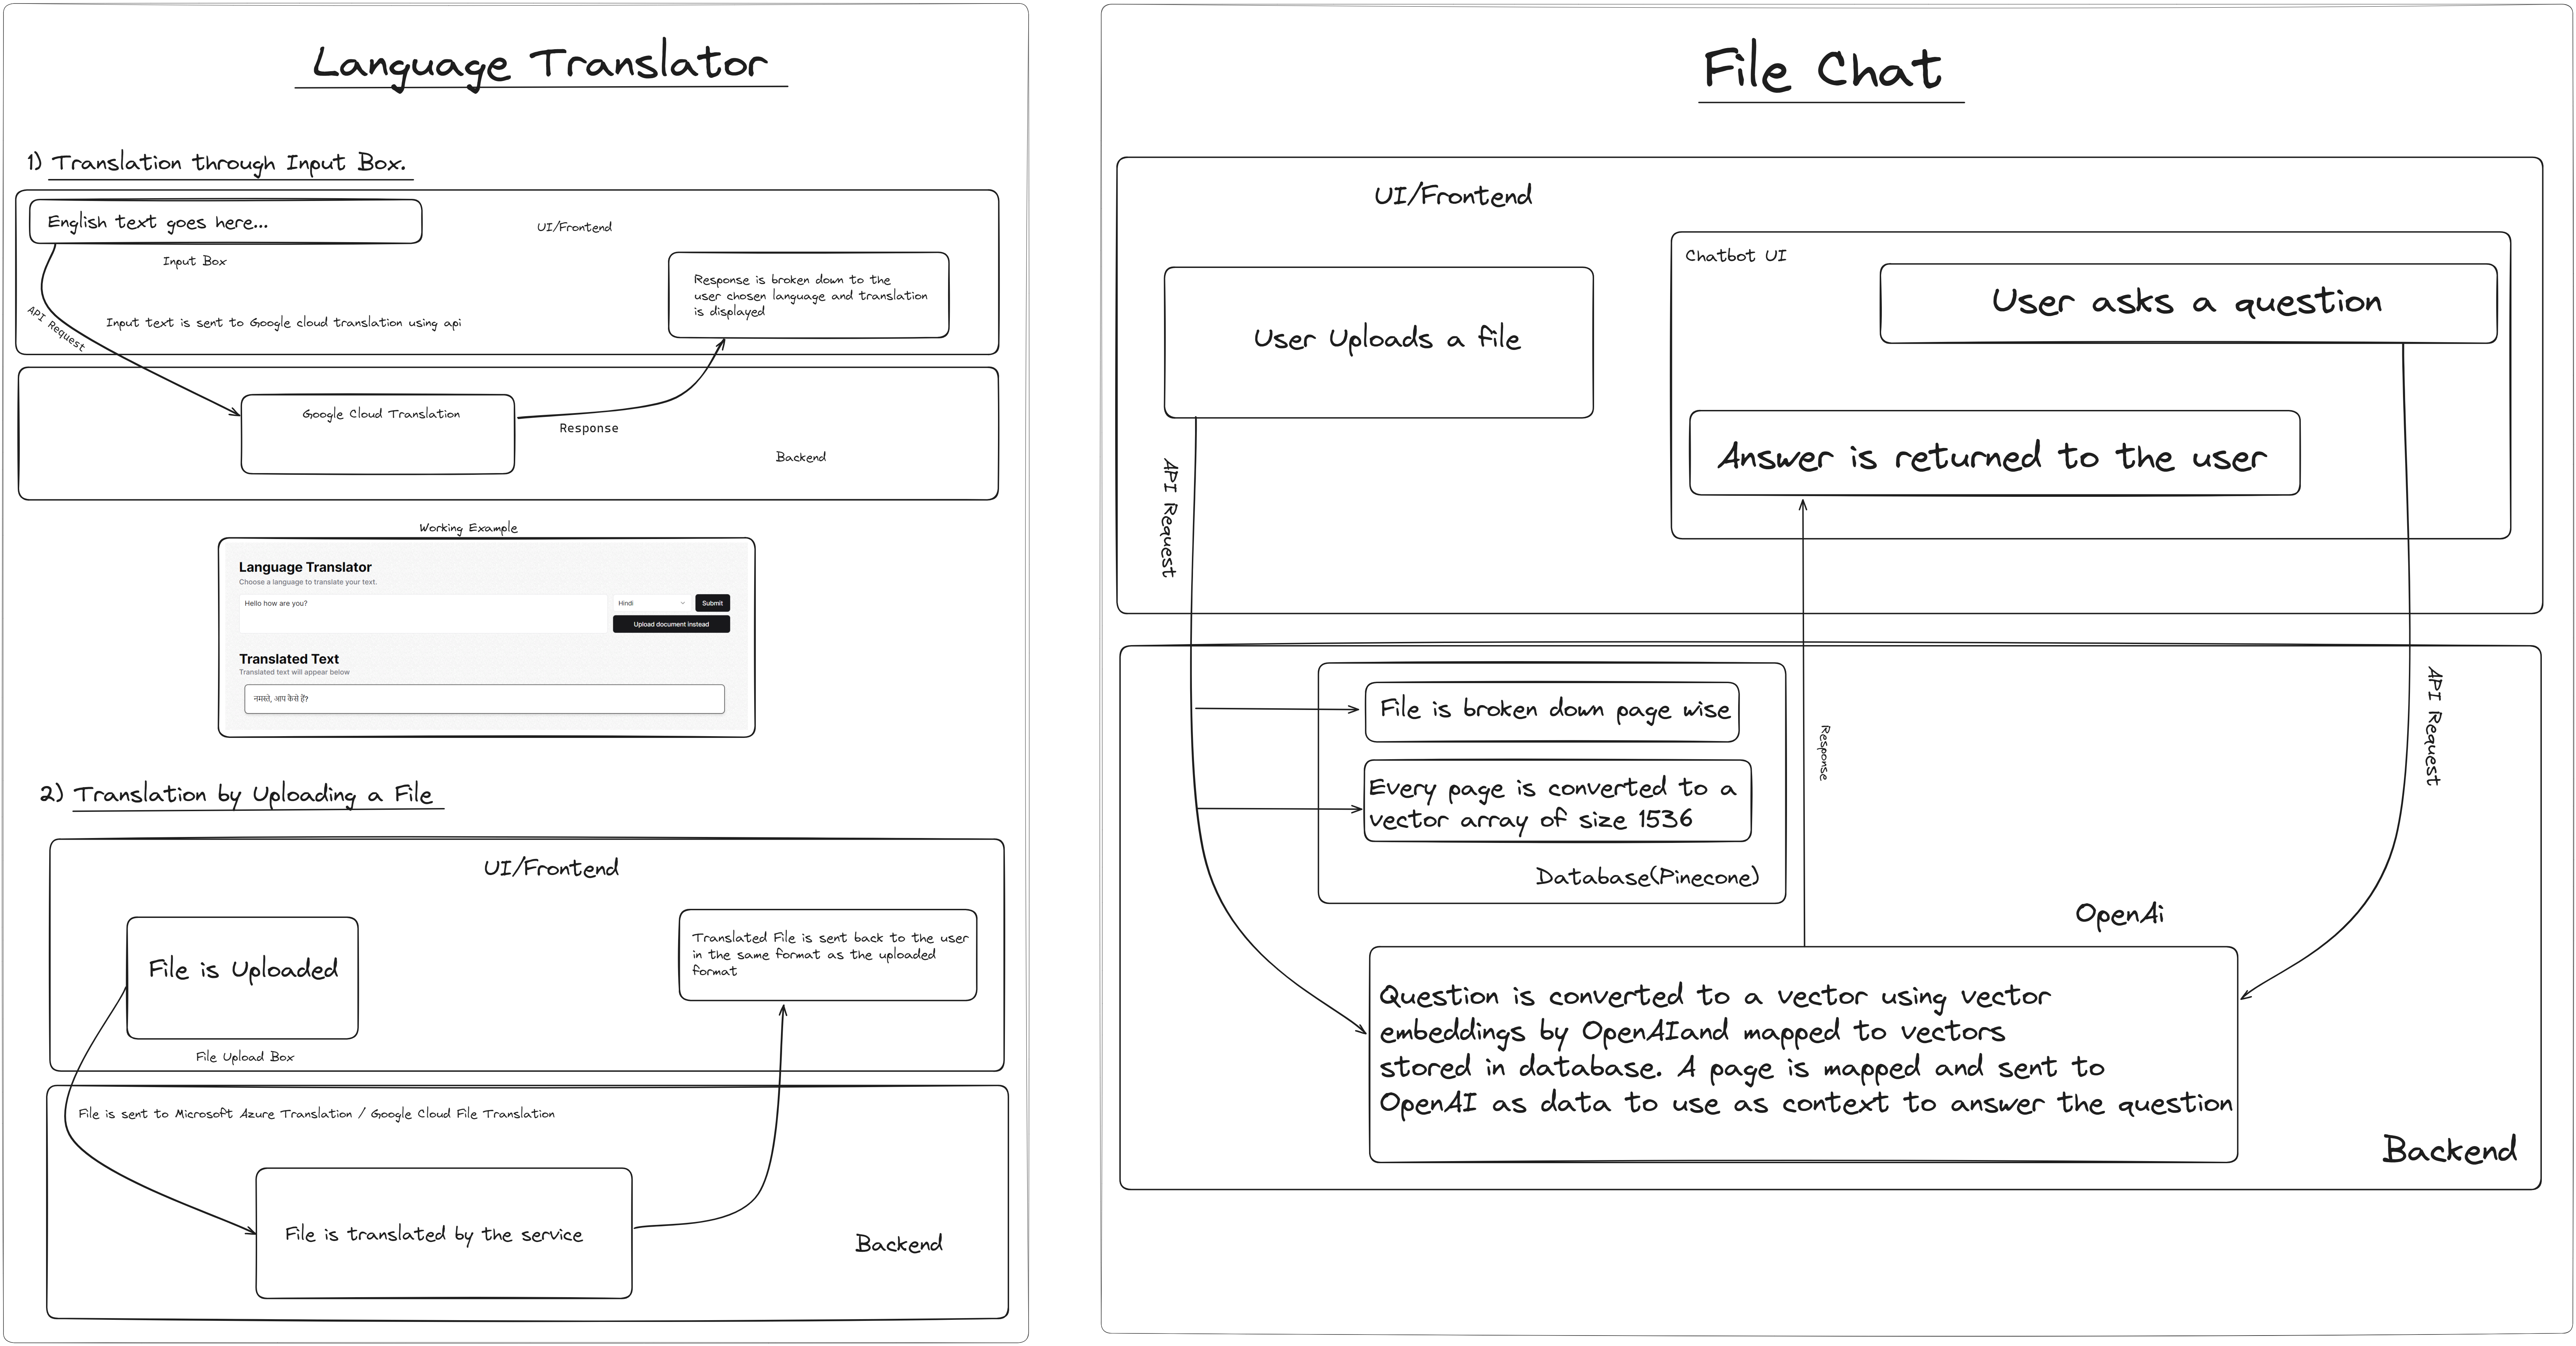 Language Translator
1) Translation through Input Box.
English text goes here...
UI/Frontend
Input Box
Response is broken down to the
user chosen language and translation
is displayed
API Request
Input text is sent to Google cloud translation using api
Google Cloud Translation
Response
Backend
Working Example
Language Translator
Choose a language to translate your text.
Hello how are you?
Hindi
Submit
Upload document instead
Translated Text
Translated text will appear below
नमस्ते, आप कैसे हैं?
2) Translation by Uploading a File
UI/Frontend
File is Uploaded
Translated File is sent back to the user
in the same format as the uploaded
format
File Upload Box
File is sent to Microsoft Azure Translation / Google Cloud File Translation
File is translated by the service
Backend
File Chat
UI/Frontend
Chatbot UI
User asks a question
User Uploads a file
Answer is returned to the user
API Request
File is broken down page wise
Every page is converted to a
vector array of size 1536
Database(Pinecone)
Response
API Request
OpenAi
Question is converted to a vector using vector
embeddings by OpenAIand mapped to vectors
stored in database. A page is mapped and sent to
OpenAI as data to use as context to answer the question
Backend